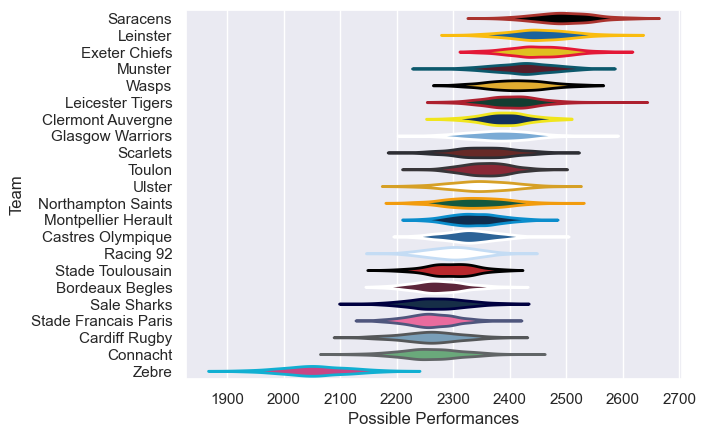 Saracens
Leinster
Exeter Chiefs
Munster
Wasps
Leicester Tigers
Clermont Auvergne
Glasgow Warriors
Scarlets
Toulon
Ulster
Northampton Saints
Montpellier Herault
Castres Olympique
Racing 92
Stade Toulousain
Bordeaux Begles
Sale Sharks
Stade Francais Paris
Cardiff Rugby
Connacht
Zebre
Team
1900 2000 2100 2200 2300 2400 2500 2600 2700
Possible Performances